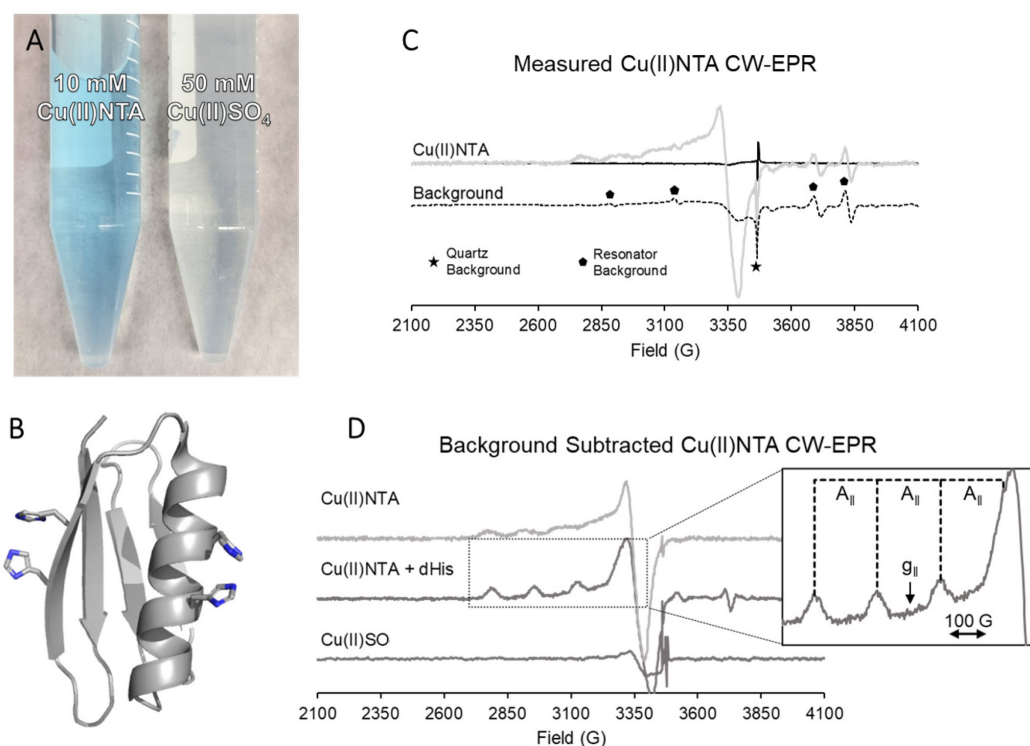 A
10 mM
Cu(II)NTA
50 mM
Cu(II)SO₄
B
C
Measured Cu(II)NTA CW-EPR
Cu(II)NTA
Background
Quartz
Background
Resonator
Background
2100 2350 2600 2850 3100 3350 3600 3850 4100
Field (G)
D
Background Subtracted Cu(II)NTA CW-EPR
Cu(II)NTA
Cu(II)NTA + dHis
Cu(II)SO
A|| A|| A||
g||
100 G
2100 2350 2600 2850 3100 3350 3600 3850 4100
Field (G)